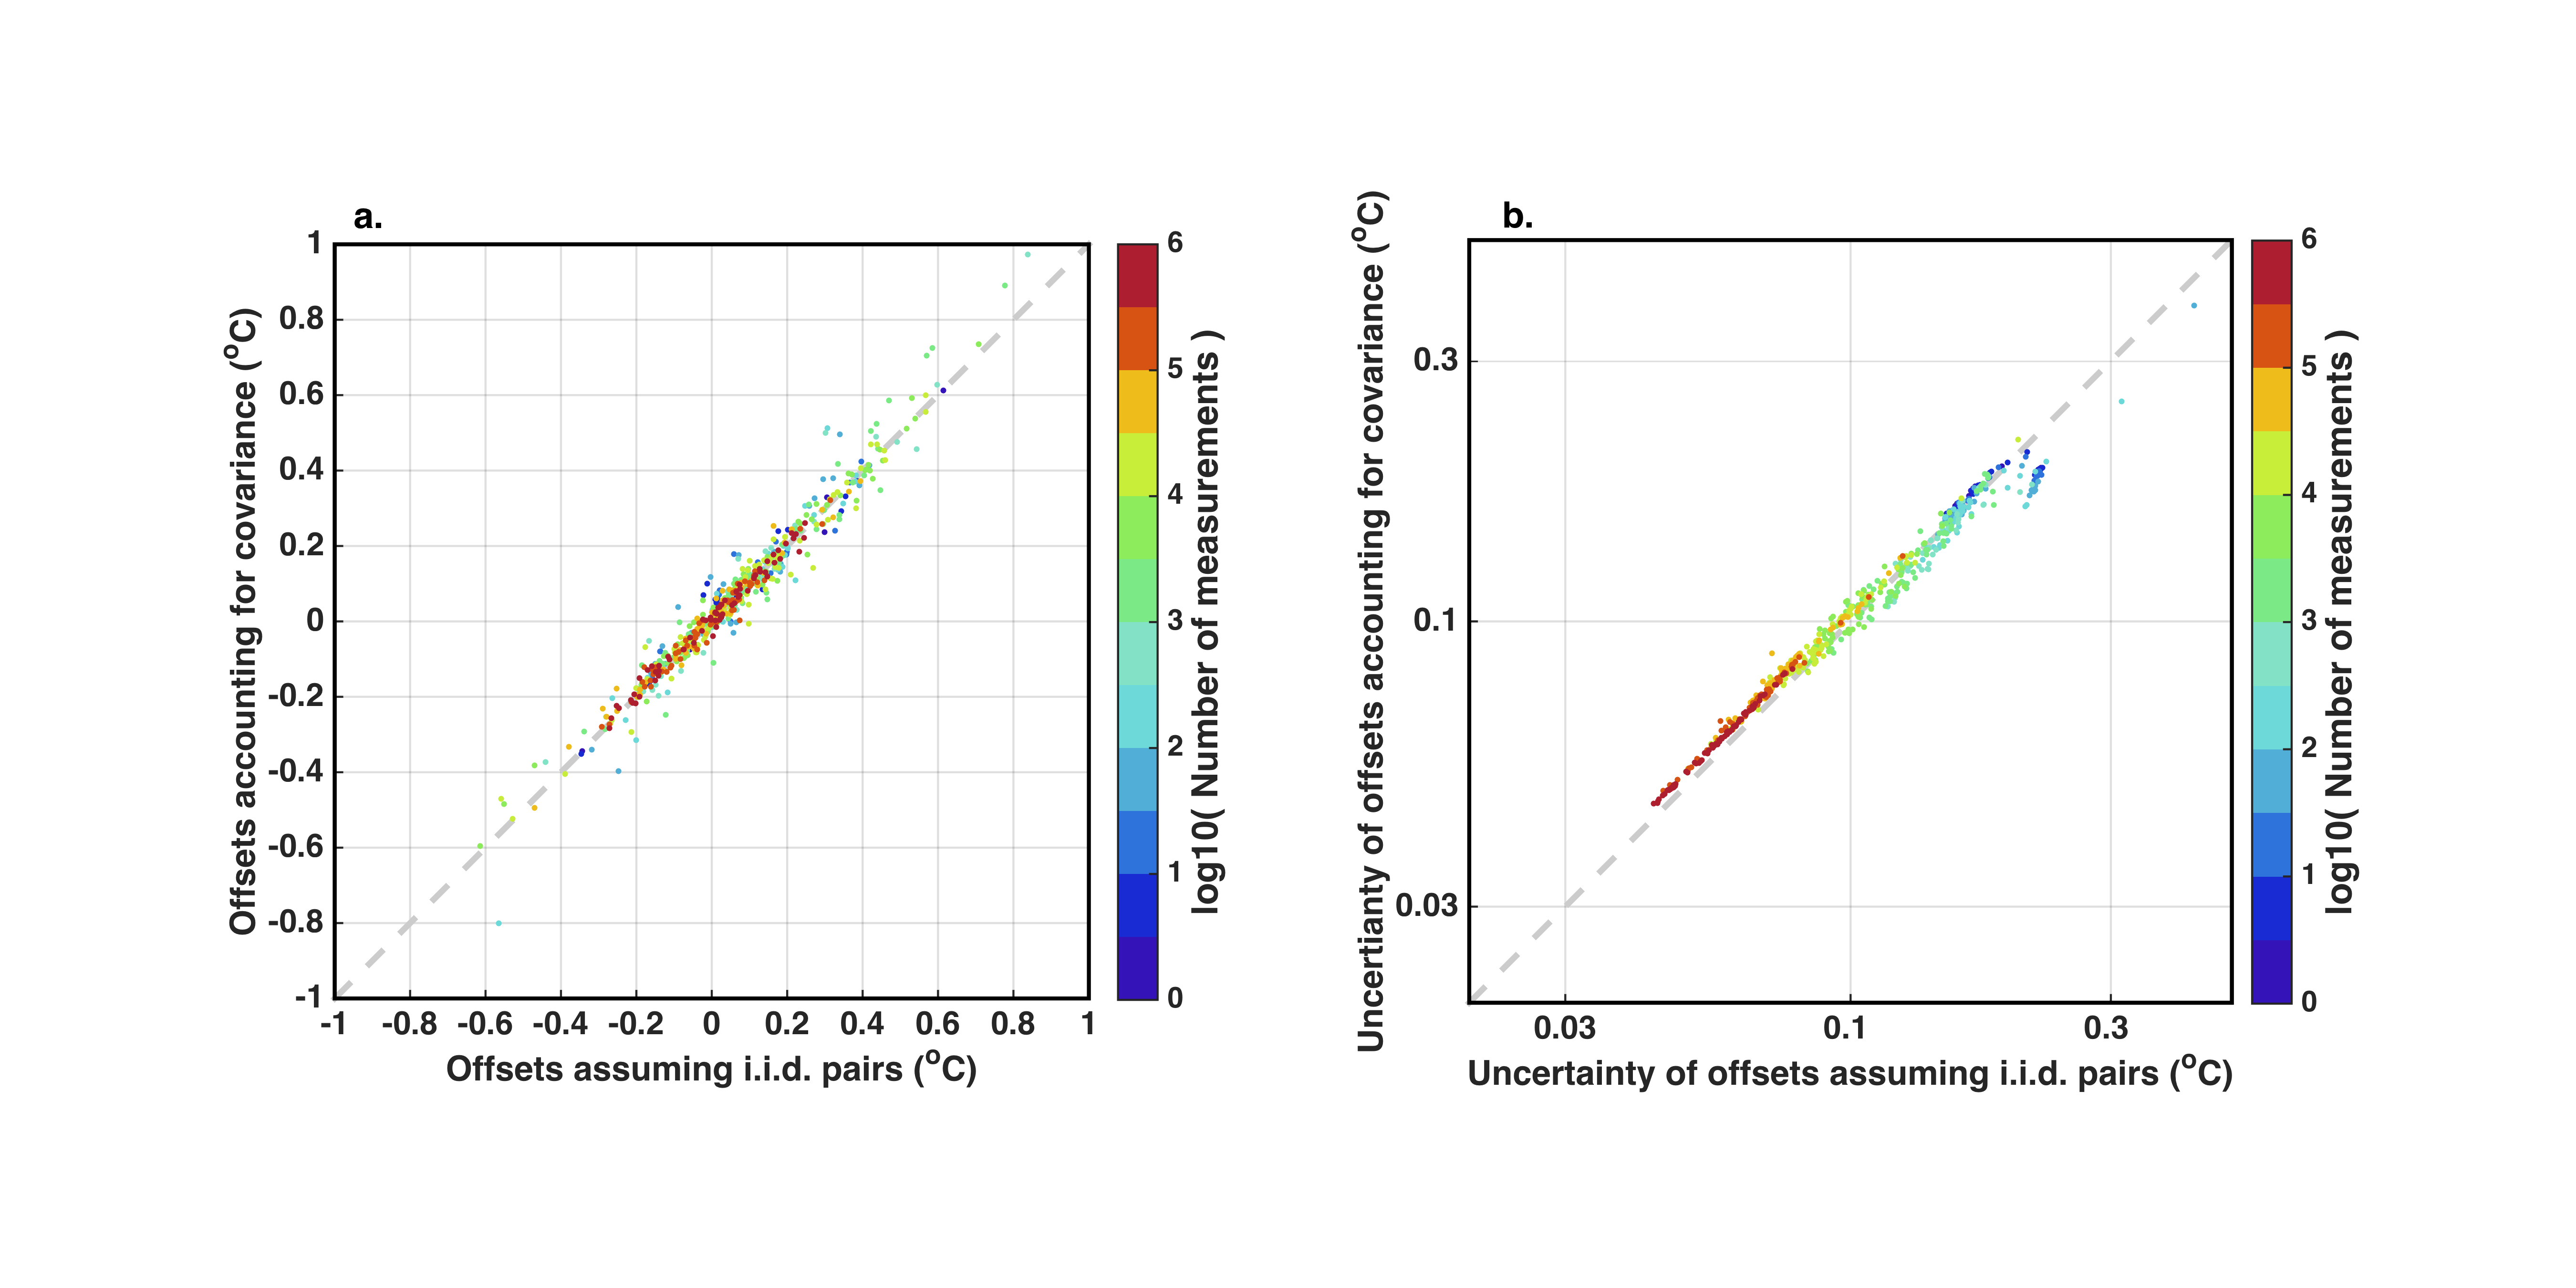 a.
1
0.8
0.6
0.4
0.2
0
-0.2
-0.4
-0.6
-0.8
-1
-1 -0.8 -0.6 -0.4 -0.2 0 0.2 0.4 0.6 0.8 1
Offsets assuming i.i.d. pairs (°C)
Offsets accounting for covariance (°C)
6
5
4
3
2
1
0
log10( Number of measurements )
b.
0.3
0.1
0.03
0.03 0.1 0.3
Uncertainty of offsets assuming i.i.d. pairs (°C)
Uncertianty of offsets accounting for covariance (°C)
6
5
4
3
2
1
0
log10( Number of measurements )